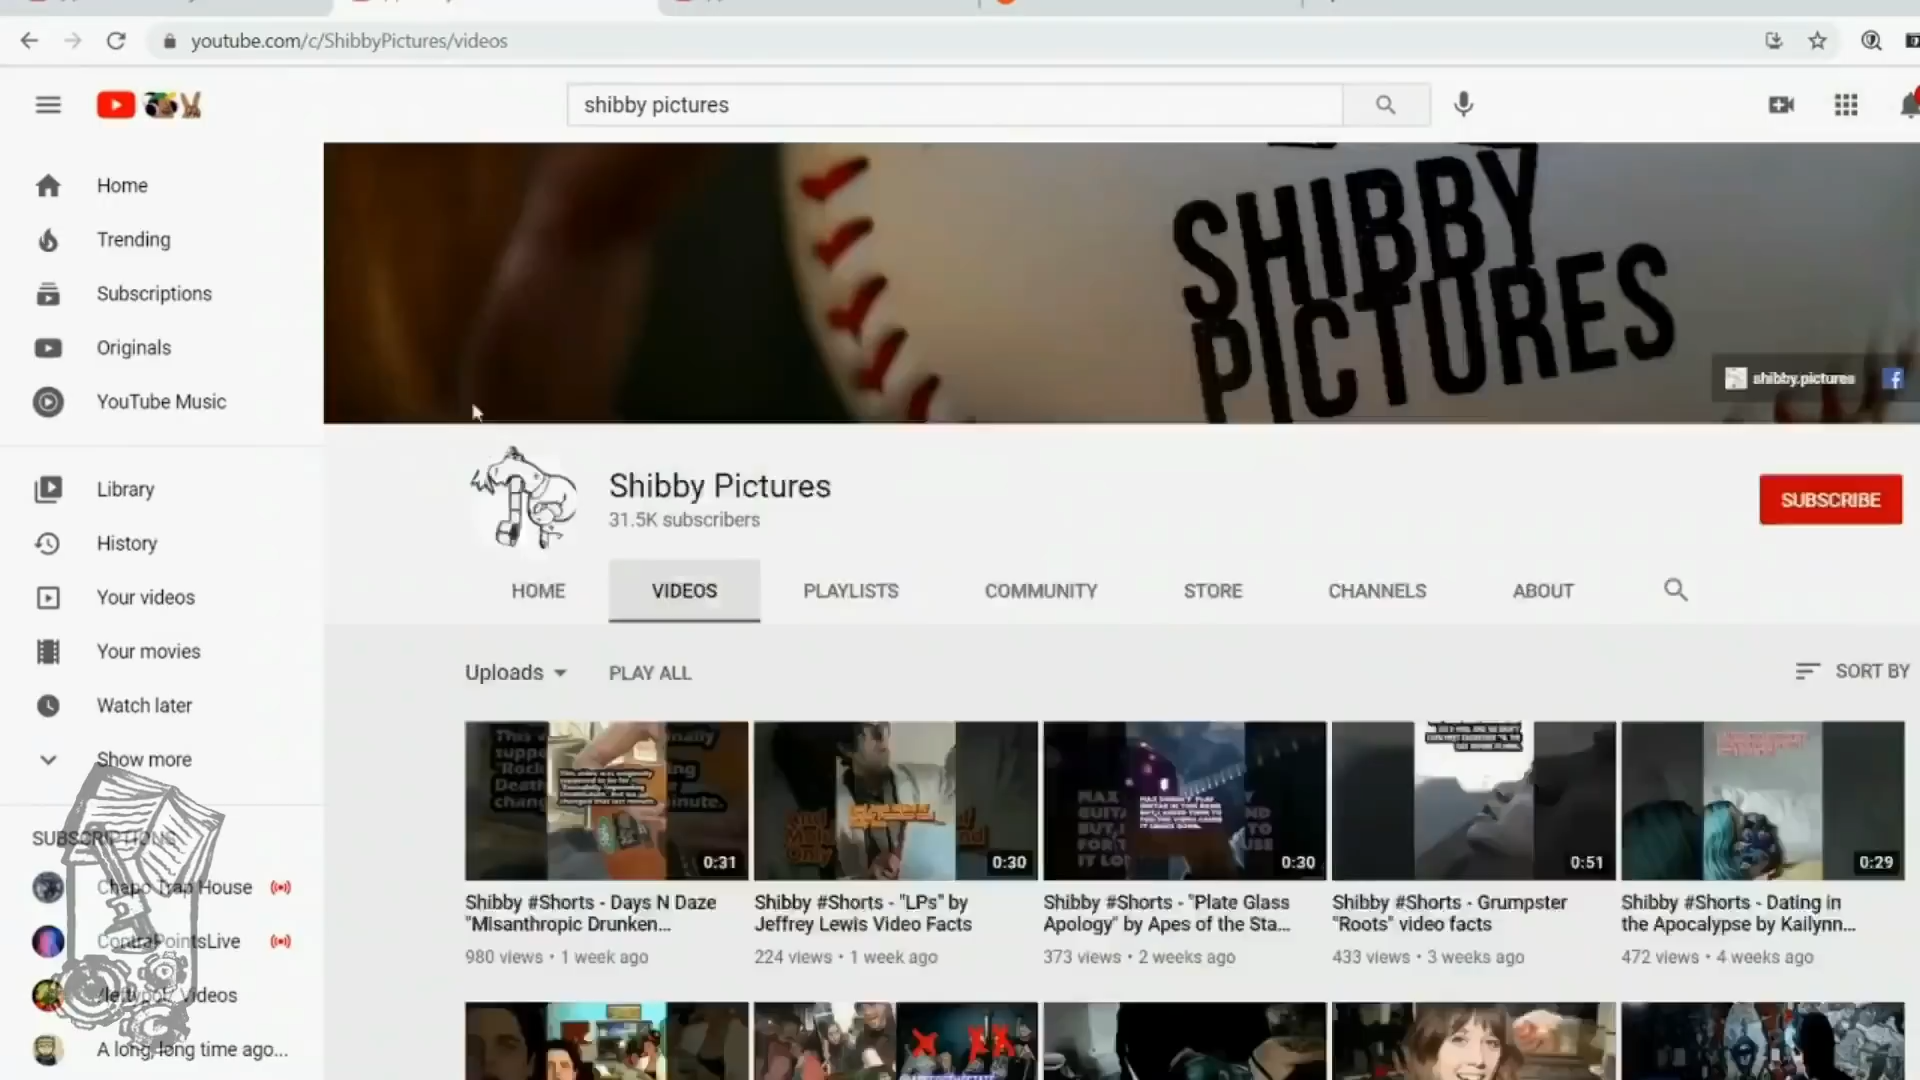 youtube.com/c/ShibbyPictures/videos
shibby pictures
Home
Trending
Subscriptions
Originals
YouTube Music
Library
History
Your videos
Your movies
Watch later
Show more
SUBSCRIPTIONS
Chapo Trap House
ContraPointsLive
/leftypol/ Videos
A long, long time ago...
SHIBBY
PICTURES
shibby.pictures
Shibby Pictures
31.5K subscribers
SUBSCRIBE
HOME
VIDEOS
PLAYLISTS
COMMUNITY
STORE
CHANNELS
ABOUT
Uploads
PLAY ALL
SORT BY
0:31
Shibby #Shorts - Days N Daze
"Misanthropic Drunken...
980 views • 1 week ago
0:30
Shibby #Shorts - "LPs" by
Jeffrey Lewis Video Facts
224 views • 1 week ago
0:30
Shibby #Shorts - "Plate Glass
Apology" by Apes of the Sta...
373 views • 2 weeks ago
0:51
Shibby #Shorts - Grumpster
"Roots" video facts
433 views • 3 weeks ago
0:29
Shibby #Shorts - Dating in
the Apocalypse by Kailynn...
472 views • 4 weeks ago